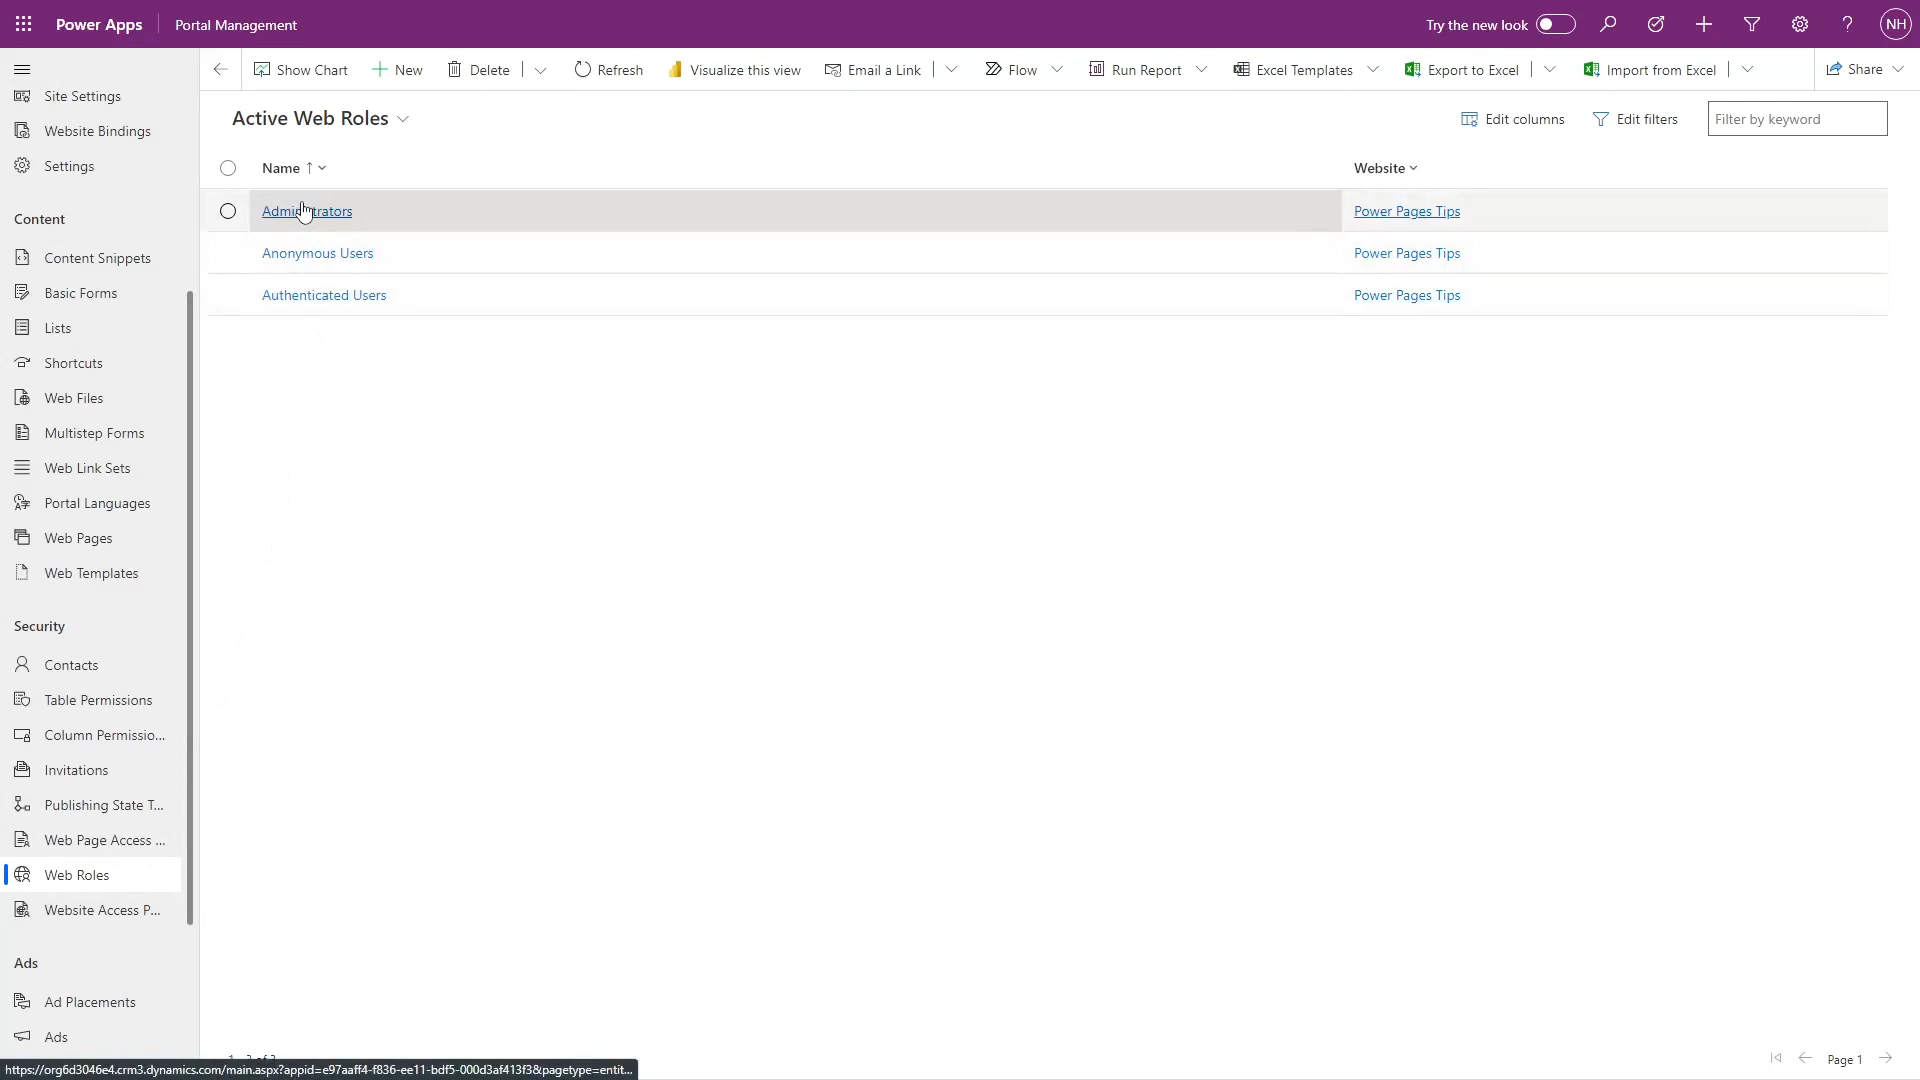 Power Apps
Portal Management
Try the new look
NH
Show Chart
New
Delete
Refresh
Visualize this view
Email a Link
Flow
Run Report
Excel Templates
Export to Excel
Import from Excel
Share
Site Settings
Website Bindings
Settings
Content
Content Snippets
Basic Forms
Lists
Shortcuts
Web Files
Multistep Forms
Web Link Sets
Portal Languages
Web Pages
Web Templates
Security
Contacts
Table Permissions
Column Permissio...
Invitations
Publishing State T...
Web Page Access ...
Web Roles
Website Access P...
Ads
Ad Placements
Ads
Active Web Roles
Edit columns
Edit filters
Filter by keyword
Name ↑
Website
Administrators
Power Pages Tips
Anonymous Users
Power Pages Tips
Authenticated Users
Power Pages Tips
Page 1
https://org6d3046e4.crm3.dynamics.com/main.aspx?appid=e97aaff4-f836-ee11-bdf5-000d3af413f3&pagetype=entit...